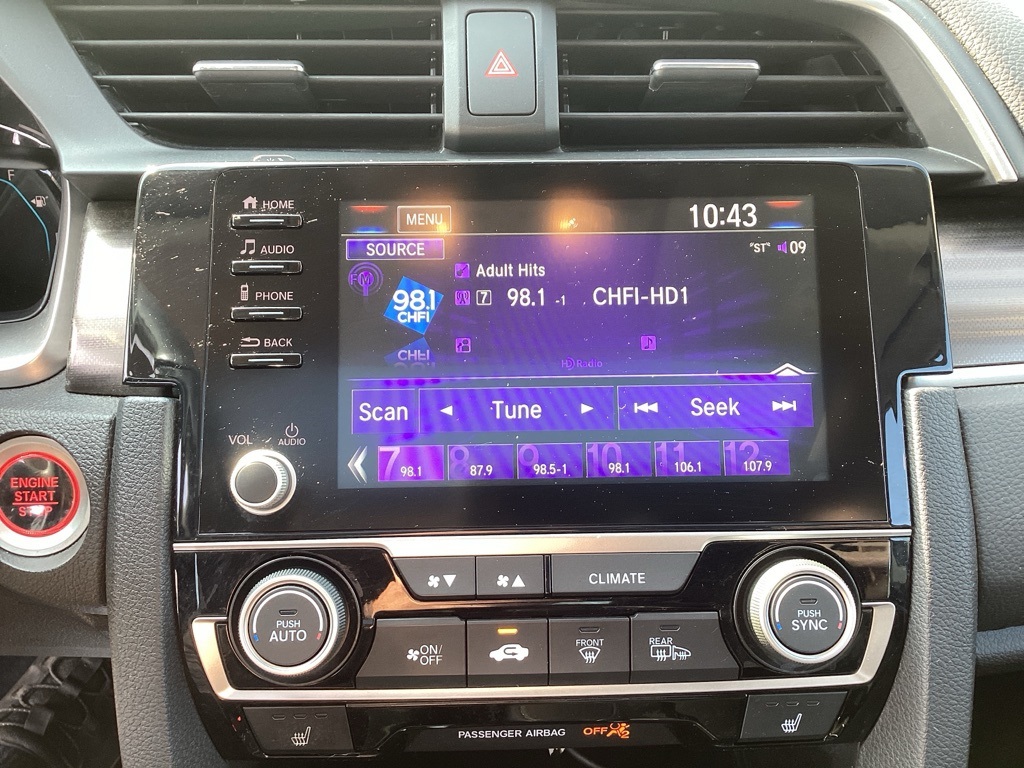 F
HOME
AUDIO
PHONE
BACK
VOL
AUDIO
MENU
10:43
SOURCE
"ST" 09
FM
Adult Hits
98.1
CHFI
7 98.1 -1 CHFI-HD1
HD Radio
Scan Tune Seek
7 98.1
8 87.9
9 98.5-1
10 98.1
11 106.1
12 107.9
ENGINE
START
STOP
CLIMATE
PUSH
AUTO
PUSH
SYNC
ON/
OFF
FRONT
REAR
PASSENGER AIRBAG OFF 2